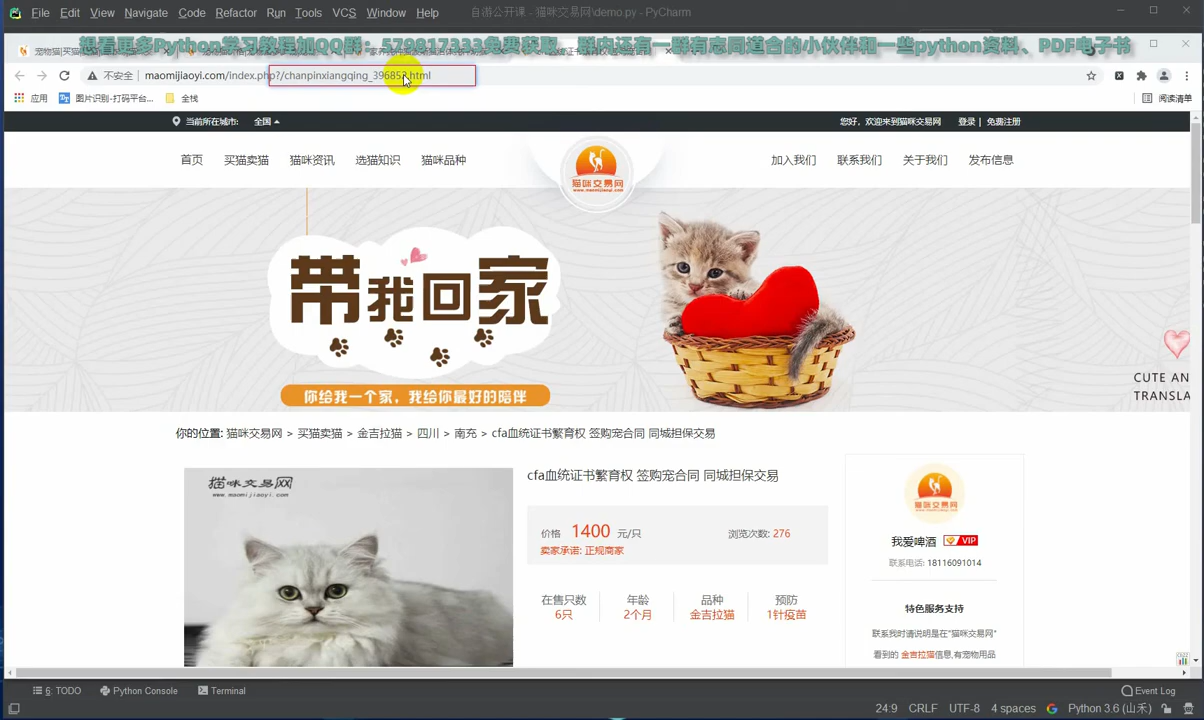 File Edit View Navigate Code Refactor Run Tools VCS Window Help 自游公开课 - 猫咪交易网\demo.py - PyCharm
想看更多Python学习教程加QQ群：579817333免费获取，群内还有一群有志同道合的小伙伴和一些python资料、PDF电子书
不安全 maomijiaoyi.com/index.php?/chanpinxiangqing_396852.html
应用 图片识别-打码平台... 全栈 阅读清单
当前所在城市: 全国 您好，欢迎来到猫咪交易网 登录 | 免费注册
首页 买猫卖猫 猫咪资讯 选猫知识 猫咪品种 猫咪交易网 加入我们 联系我们 关于我们 发布信息
www.maomijiaoyi.com
带我回家
你给我一个家，我给你最好的陪伴
CUTE AN
TRANSLA
你的位置: 猫咪交易网 > 买猫卖猫 > 金吉拉猫 > 四川 > 南充 > cfa血统证书繁育权 签购宠合同 同城担保交易
猫咪交易网
www.maomijiaoyi.com
cfa血统证书繁育权 签购宠合同 同城担保交易
价格 1400 元/只 浏览次数: 276
卖家承诺: 正规商家
在售只数 年龄 品种 预防
6只 2个月 金吉拉猫 1针疫苗
猫咪交易网
我爱啤酒 VIP
联系电话: 18116091014
特色服务支持
联系我时请说明是在"猫咪交易网"
看到的 金吉拉猫信息,有宠物用品
6: TODO Python Console Terminal Event Log
24:9 CRLF UTF-8 4 spaces Python 3.6 (山禾)